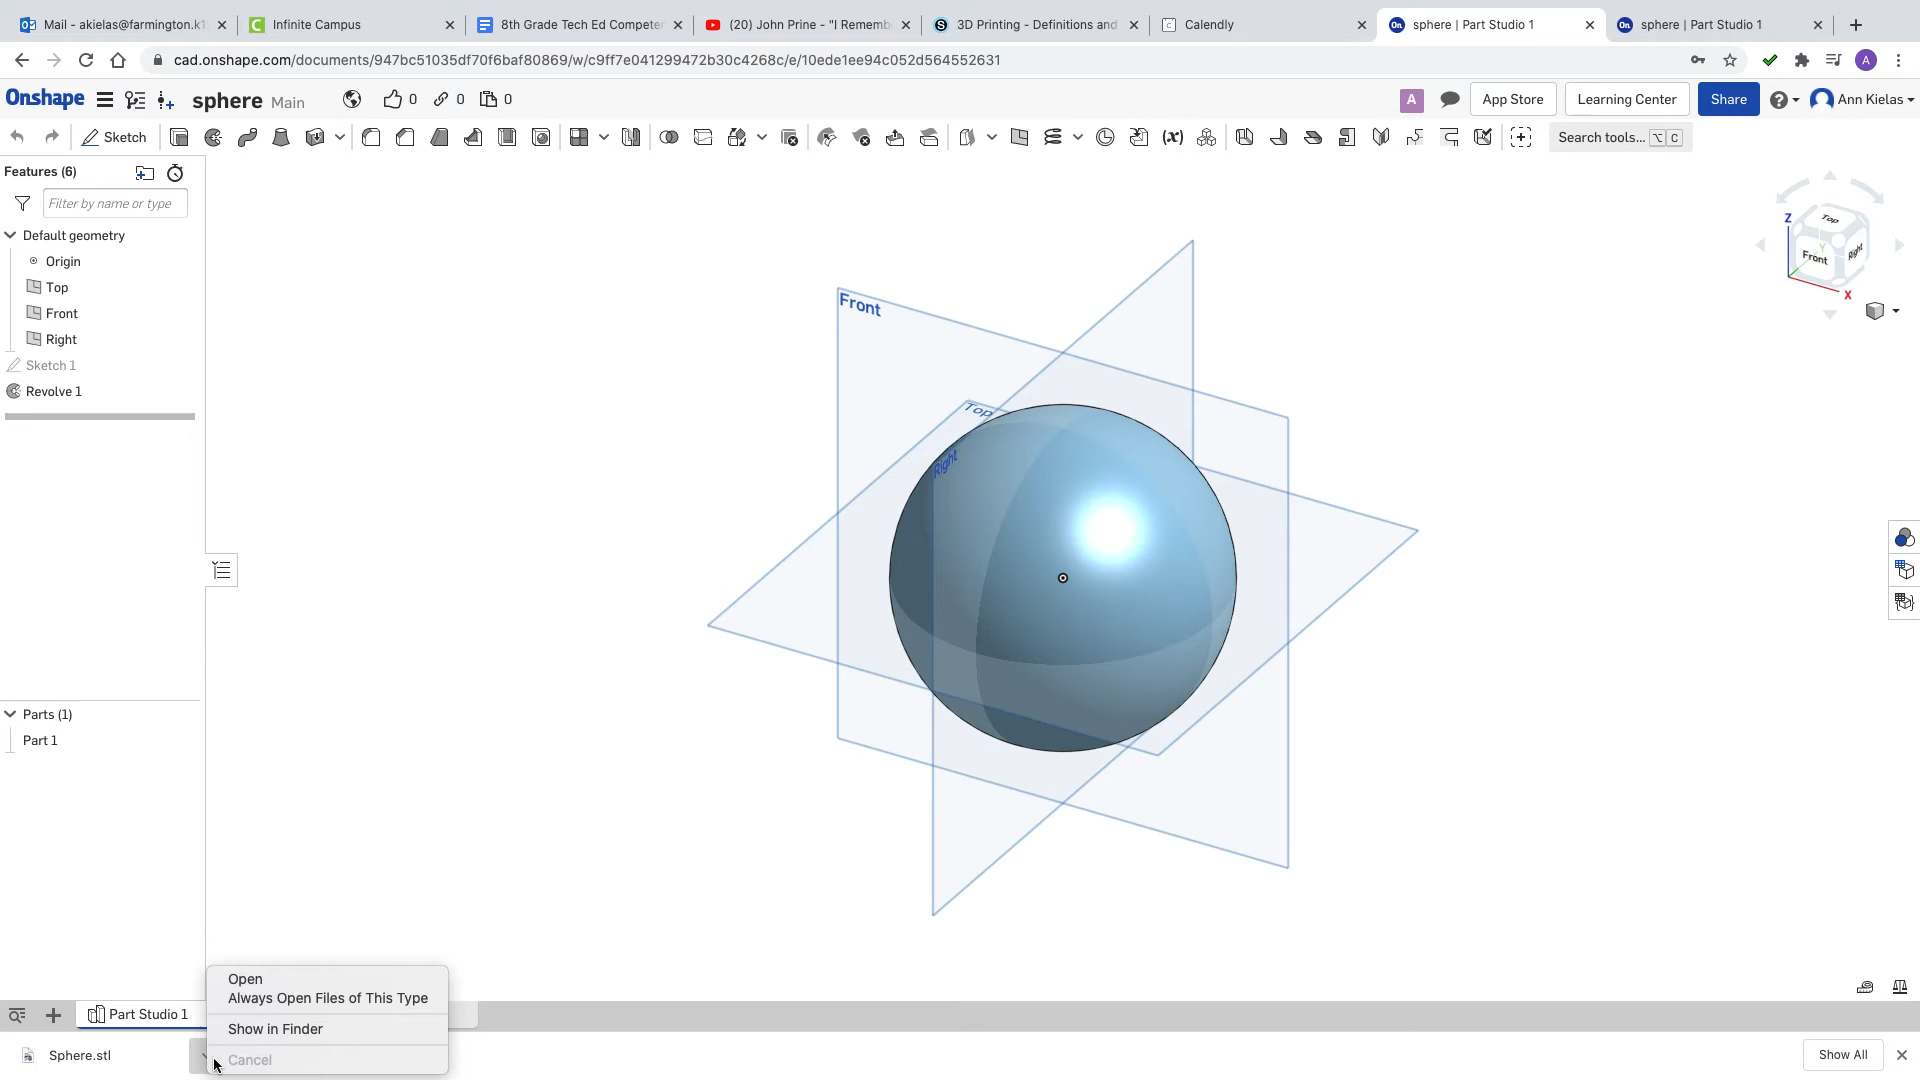 Mail - akielas@farmington.k1
Infinite Campus
8th Grade Tech Ed Competer
(20) John Prine - "I Rememb
3D Printing - Definitions and
Calendly
sphere | Part Studio 1
sphere | Part Studio 1
cad.onshape.com/documents/947bc51035df70f6baf80869/w/c9ff7e041299472b30c4268c/e/10ede1ee94c052d564552631
A
Onshape
sphere Main
0
0
0
A
App Store
Learning Center
Share
Ann Kielas
Sketch
(x)
Search tools... ⌥ C
Features (6)
Filter by name or type
Default geometry
Origin
Top
Front
Right
Sketch 1
Revolve 1
Parts (1)
Part 1
Front
Top
Right
Z
Top
Y
Front
Right
X
Open
Always Open Files of This Type
Show in Finder
Cancel
Part Studio 1
Sphere.stl
Show All